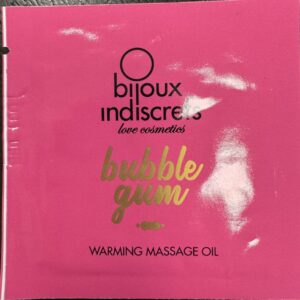 bijoux
indiscrets
love cosmetics
bubble
gum
WARMING MASSAGE OIL